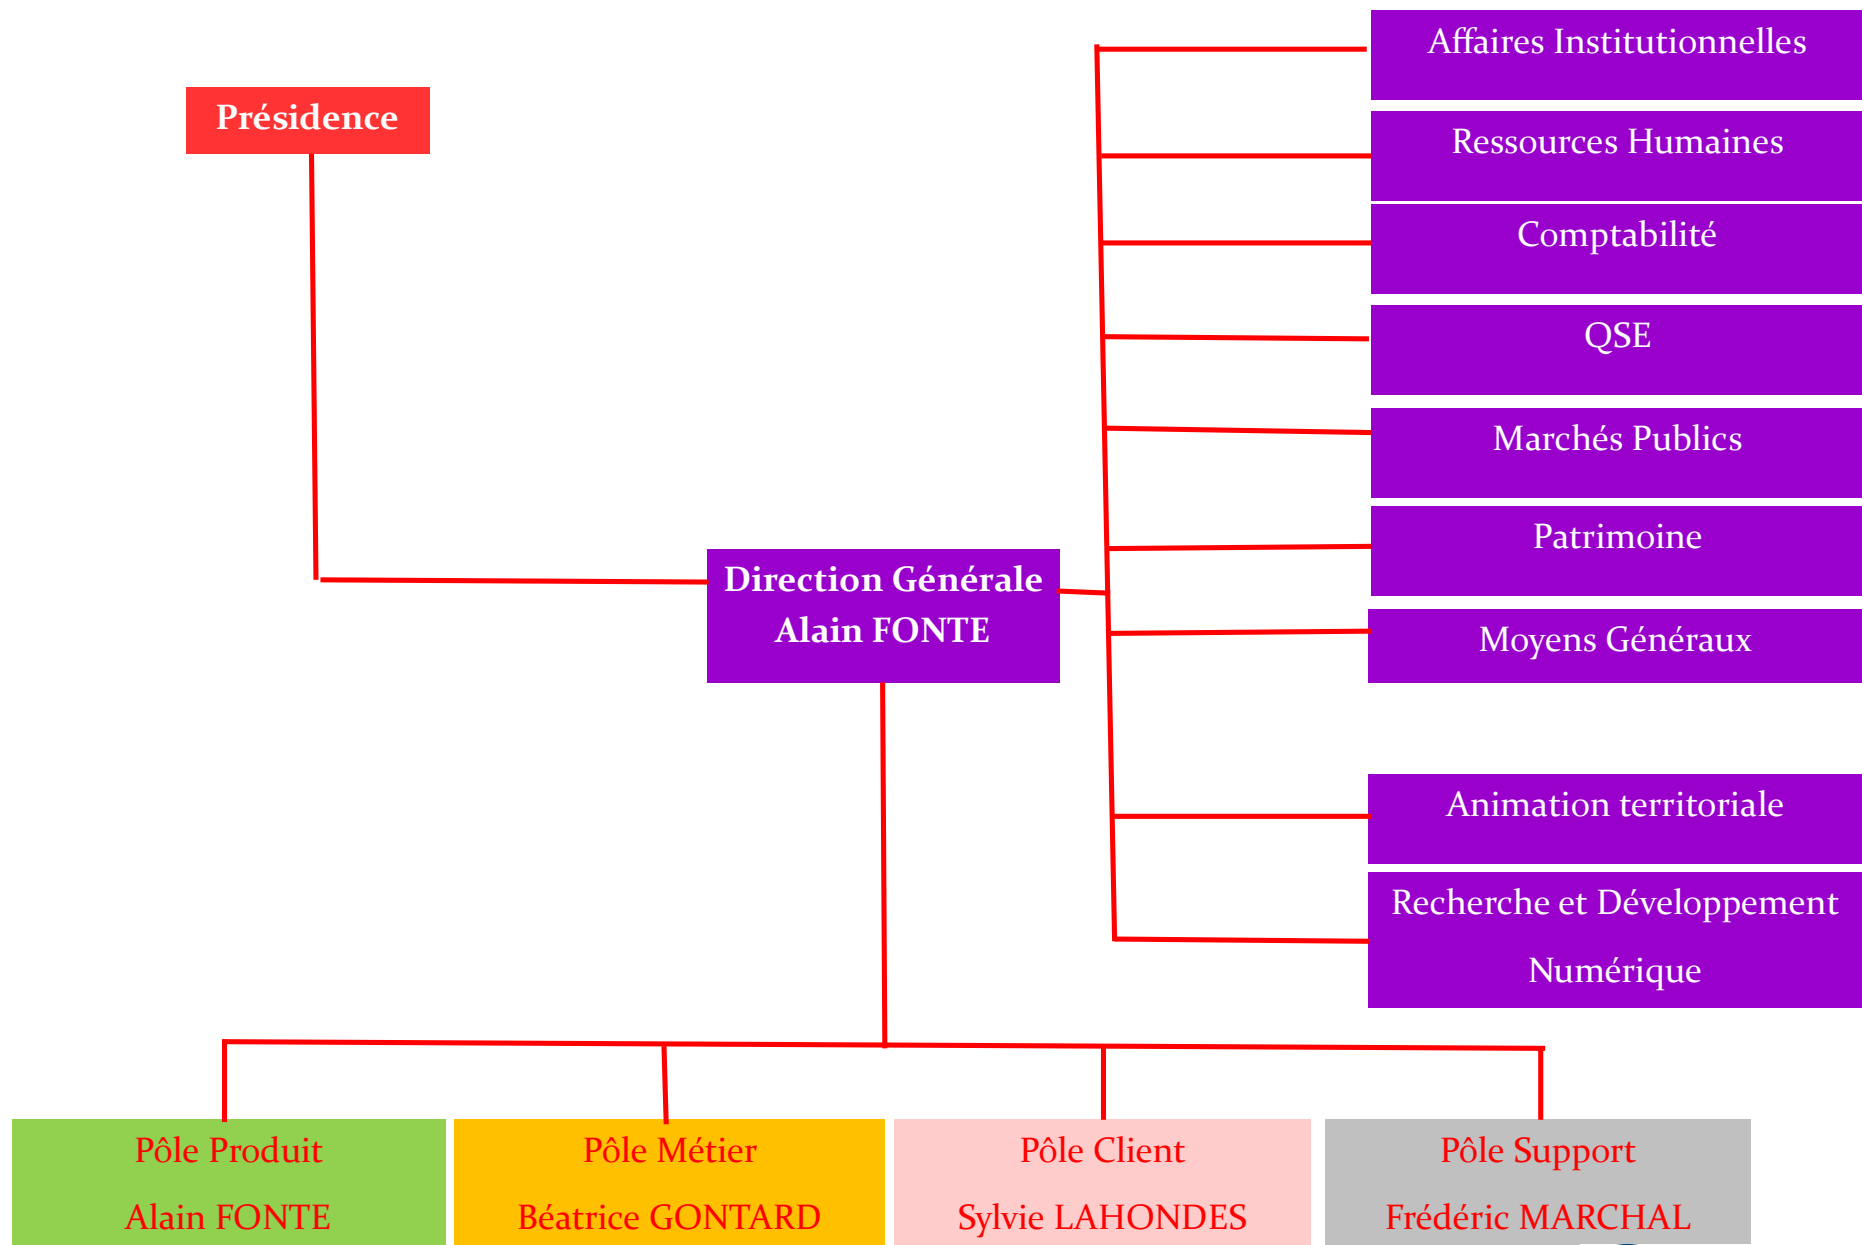 Présidence
Affaires Institutionnelles
Ressources Humaines
Comptabilité
QSE
Marchés Publics
Patrimoine
Moyens Généraux
Direction Générale
Alain FONTE
Animation territoriale
Recherche et Développement
Numérique
Pôle Produit
Alain FONTE
Pôle Métier
Béatrice GONTARD
Pôle Client
Sylvie LAHONDES
Pôle Support
Frédéric MARCHAL